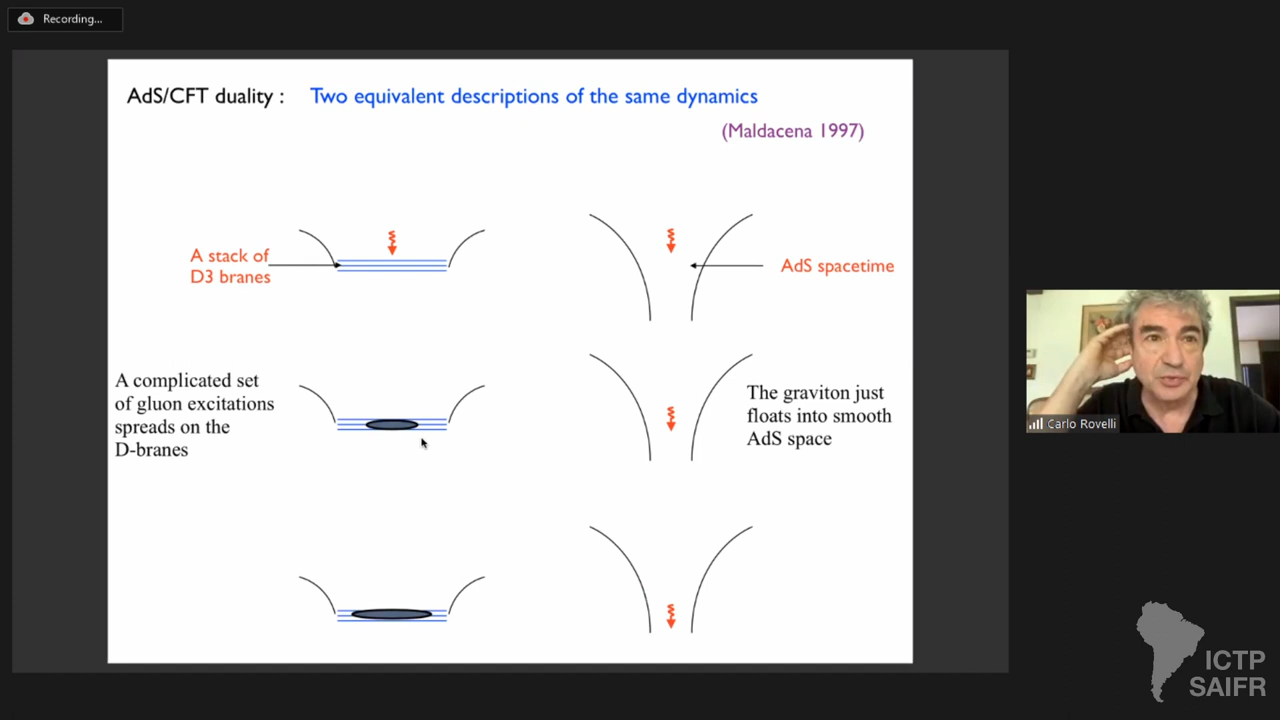 Recording...
AdS/CFT duality : Two equivalent descriptions of the same dynamics
(Maldacena 1997)
A stack of
D3 branes
AdS spacetime
A complicated set
of gluon excitations
spreads on the
D-branes
The graviton just
floats into smooth
AdS space
Carlo Rovelli
ICTP
SAIFR